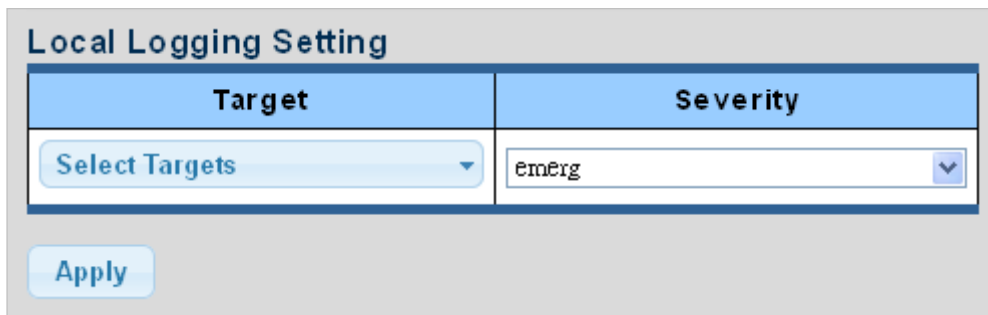 Local Logging Setting
Target Severity
Select Targets emerg
Apply